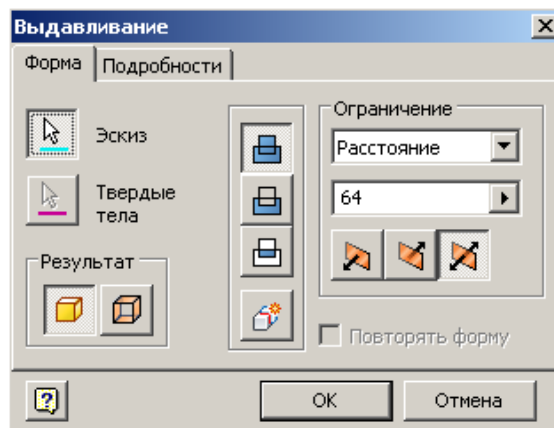 Выдавливание
Форма
Подробности
Эскиз
Твердые
тела
Результат
Ограничение
Расстояние
64
Повторять форму
ОК
Отмена